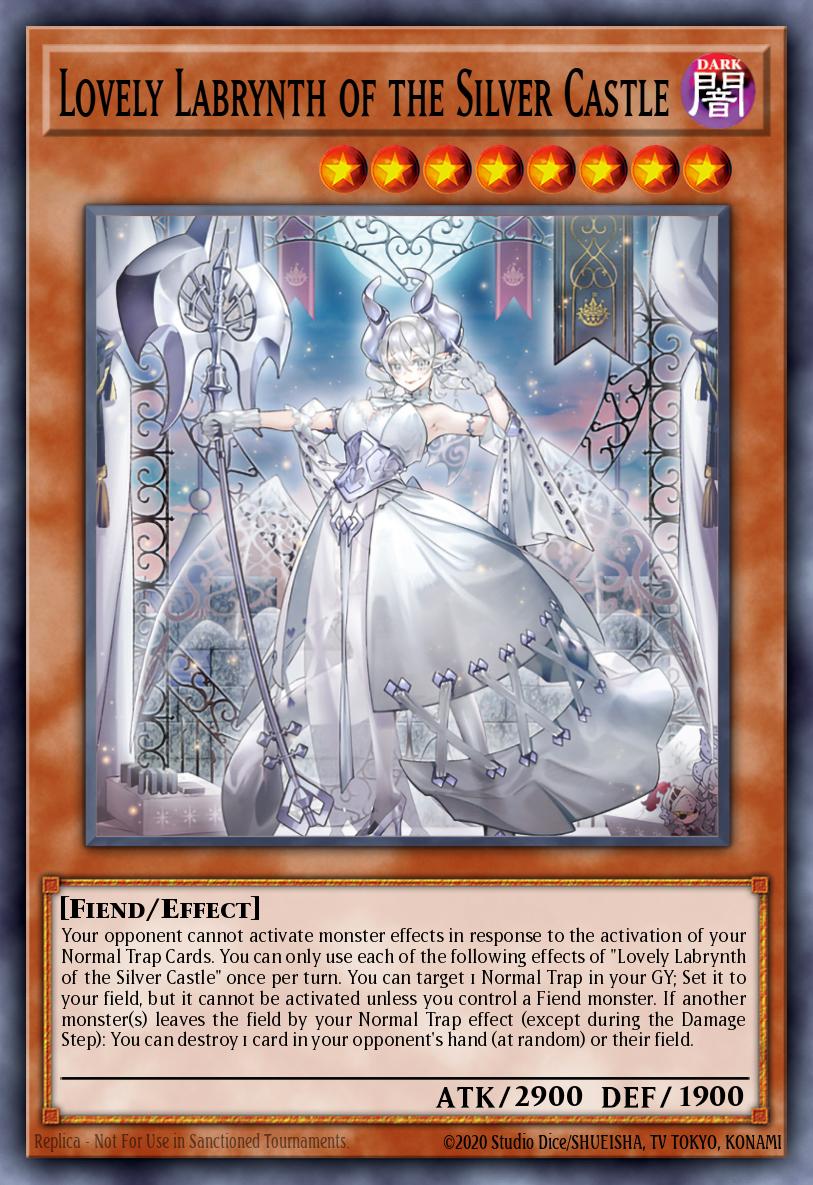 Lovely Labrynth of the Silver Castle
DARK
闇
[Fiend/Effect]
Your opponent cannot activate monster effects in response to the activation of your
Normal Trap Cards. You can only use each of the following effects of "Lovely Labrynth
of the Silver Castle" once per turn. You can target 1 Normal Trap in your GY; Set it to
your field, but it cannot be activated unless you control a Fiend monster. If another
monster(s) leaves the field by your Normal Trap effect (except during the Damage
Step): You can destroy 1 card in your opponent's hand (at random) or their field.
ATK/2900 DEF/1900
Replica - Not For Use in Sanctioned Tournaments.
©2020 Studio Dice/SHUEISHA, TV TOKYO, KONAMI